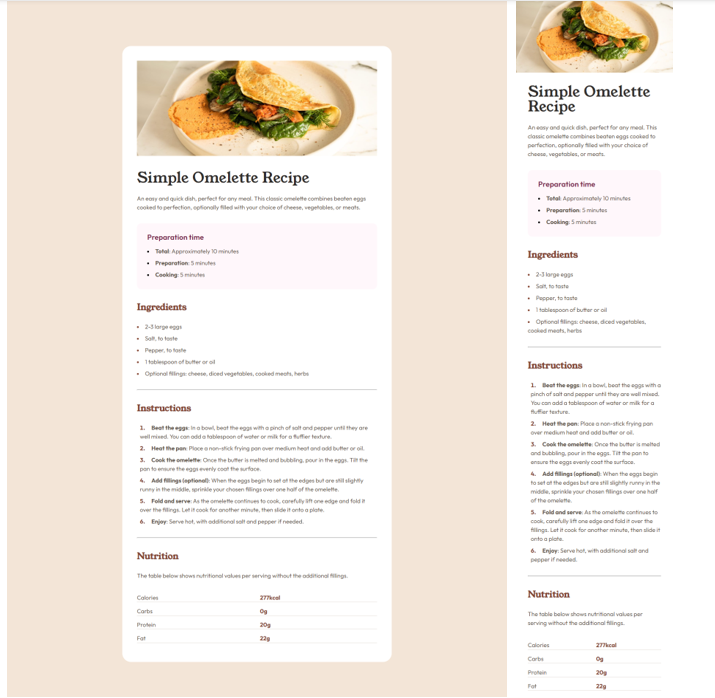 Simple Omelette Recipe
An easy and quick dish, perfect for any meal. This classic omelette combines beaten eggs
cooked to perfection, optionally filled with your choice of cheese, vegetables, or meats.
Preparation time
• Total: Approximately 10 minutes
• Preparation: 5 minutes
• Cooking: 5 minutes
Ingredients
• 2-3 large eggs
• Salt, to taste
• Pepper, to taste
• 1 tablespoon of butter or oil
• Optional fillings: cheese, diced vegetables, cooked meats, herbs
Instructions
1. Beat the eggs: In a bowl, beat the eggs with a pinch of salt and pepper until they are
well mixed. You can add a tablespoon of water or milk for a fluffier texture.
2. Heat the pan: Place a non-stick frying pan over medium heat and add butter or oil.
3. Cook the omelette: Once the butter is melted and bubbling, pour in the eggs. Tilt the
pan to ensure the eggs evenly coat the surface.
4. Add fillings (optional): When the eggs begin to set at the edges but are still slightly
runny in the middle, sprinkle your chosen fillings over one half of the omelette.
5. Fold and serve: As the omelette continues to cook, carefully lift one edge and fold it
over the fillings. Let it cook for another minute, then slide it onto a plate.
6. Enjoy: Serve hot, with additional salt and pepper if needed.
Nutrition
The table below shows nutritional values per serving without the additional fillings.
Calories 277kcal
Carbs 0g
Protein 20g
Fat 22g
Simple Omelette
Recipe
An easy and quick dish, perfect for any meal. This
classic omelette combines beaten eggs cooked to
perfection, optionally filled with your choice of
cheese, vegetables, or meats.
Preparation time
• Total: Approximately 10 minutes
• Preparation: 5 minutes
• Cooking: 5 minutes
Ingredients
• 2-3 large eggs
• Salt, to taste
• Pepper, to taste
• 1 tablespoon of butter or oil
• Optional fillings: cheese, diced vegetables,
cooked meats, herbs
Instructions
1. Beat the eggs: In a bowl, beat the eggs with a
pinch of salt and pepper until they are well mixed.
You can add a tablespoon of water or milk for a
fluffier texture.
2. Heat the pan: Place a non-stick frying pan
over medium heat and add butter or oil.
3. Cook the omelette: Once the butter is melted
and bubbling, pour in the eggs. Tilt the pan to
ensure the eggs evenly coat the surface.
4. Add fillings (optional): When the eggs begin
to set at the edges but are still slightly runny in the
middle, sprinkle your chosen fillings over one half
of the omelette.
5. Fold and serve: As the omelette continues to
cook, carefully lift one edge and fold it over the
fillings. Let it cook for another minute, then slide it
onto a plate.
6. Enjoy: Serve hot, with additional salt and
pepper if needed.
Nutrition
The table below shows nutritional values per
serving without the additional fillings.
Calories 277kcal
Carbs 0g
Protein 20g
Fat 22g